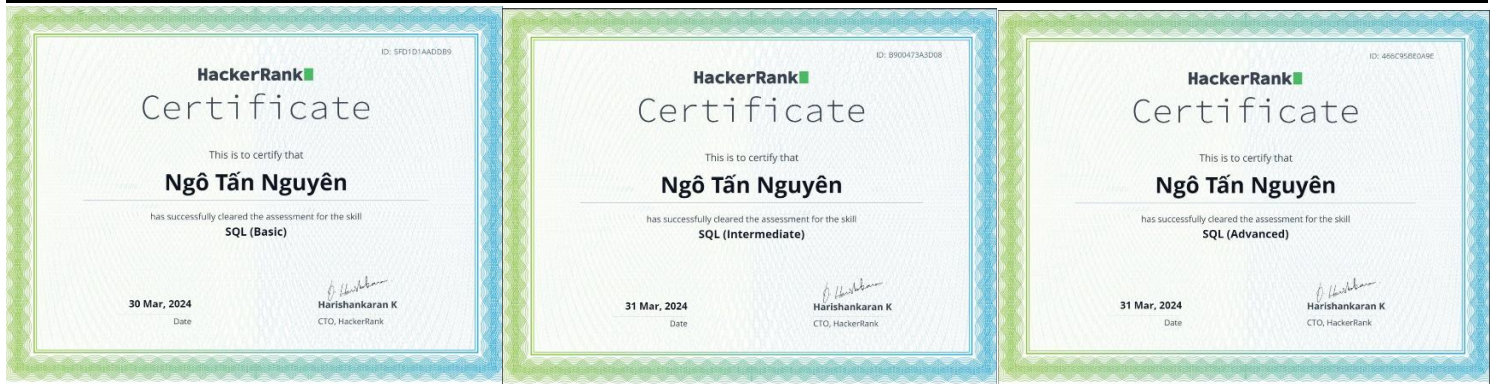 ID: 5FD1D1AADDB9
HackerRank
Certificate
This is to certify that
Ngô Tấn Nguyên
has successfully cleared the assessment for the skill
SQL (Basic)
30 Mar, 2024
Date
Harishankaran K
CTO, HackerRank
ID: B900473A3D08
HackerRank
Certificate
This is to certify that
Ngô Tấn Nguyên
has successfully cleared the assessment for the skill
SQL (Intermediate)
31 Mar, 2024
Date
Harishankaran K
CTO, HackerRank
ID: 466C95BE0A9E
HackerRank
Certificate
This is to certify that
Ngô Tấn Nguyên
has successfully cleared the assessment for the skill
SQL (Advanced)
31 Mar, 2024
Date
Harishankaran K
CTO, HackerRank